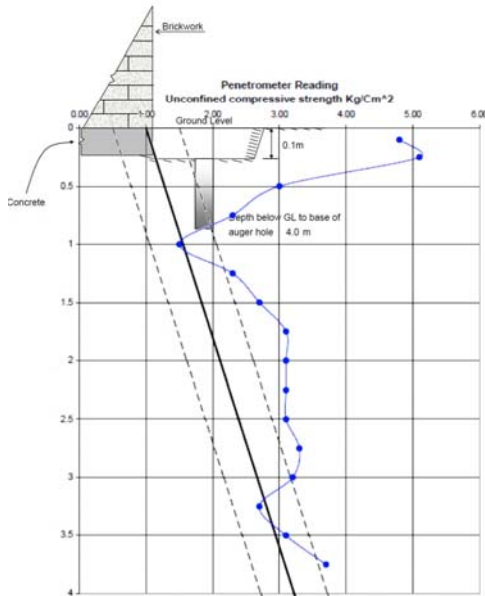 Brickwork
Penetrometer Reading
Unconfined compressive strength Kg/Cm^2
0.00 1.00 2.00 3.00 4.00 5.00 6.00
Ground Level
0
0.1m
Concrete
0.5
Depth below GL to base of
auger hole 4.0 m
1
1.5
2
2.5
3
3.5
4